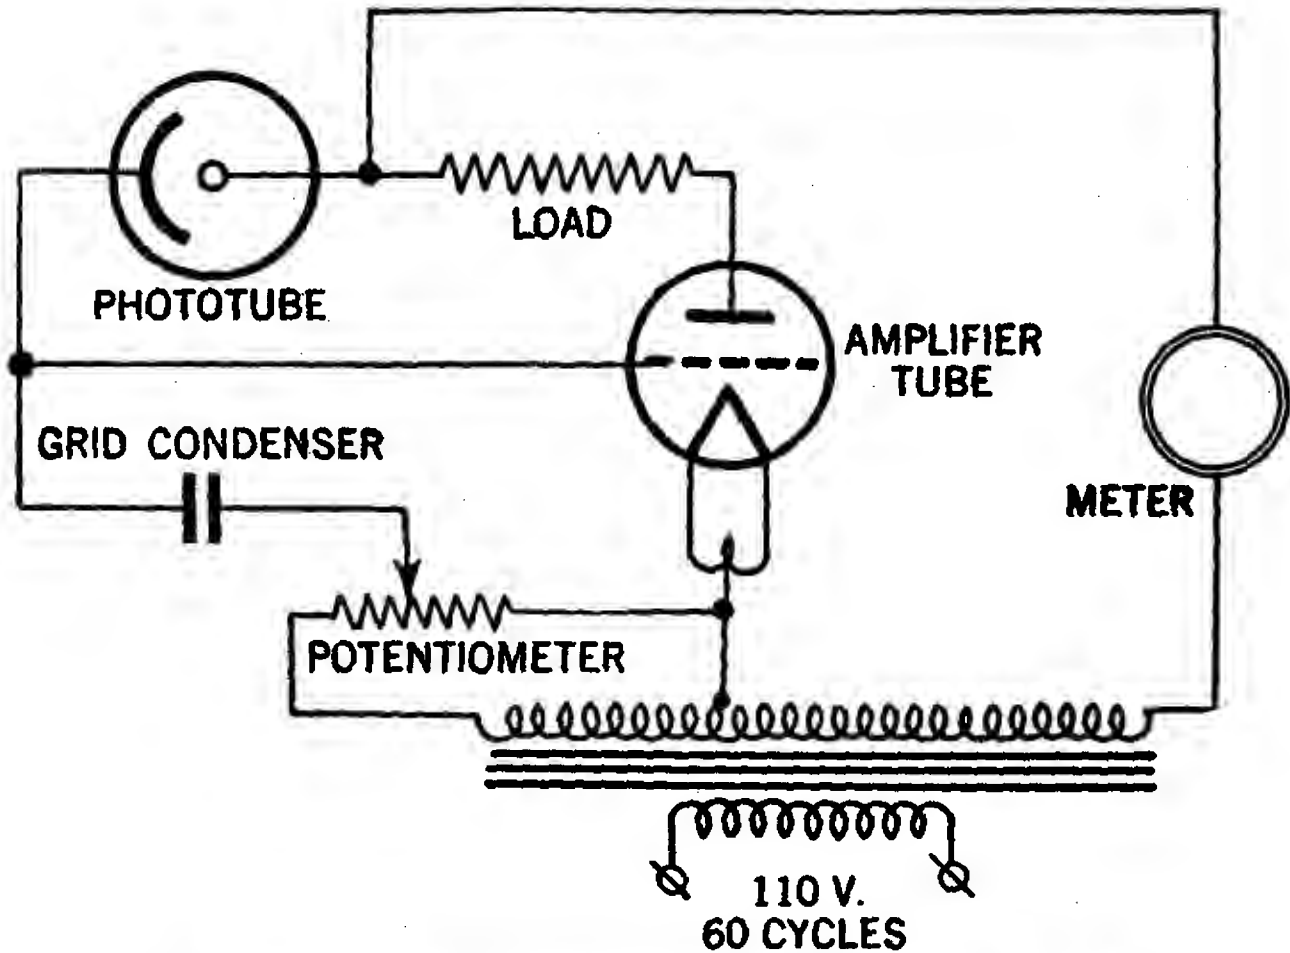 LOAD
PHOTOTUBE
AMPLIFIER
TUBE
GRID CONDENSER
METER
POTENTIOMETER
110 V.
60 CYCLES